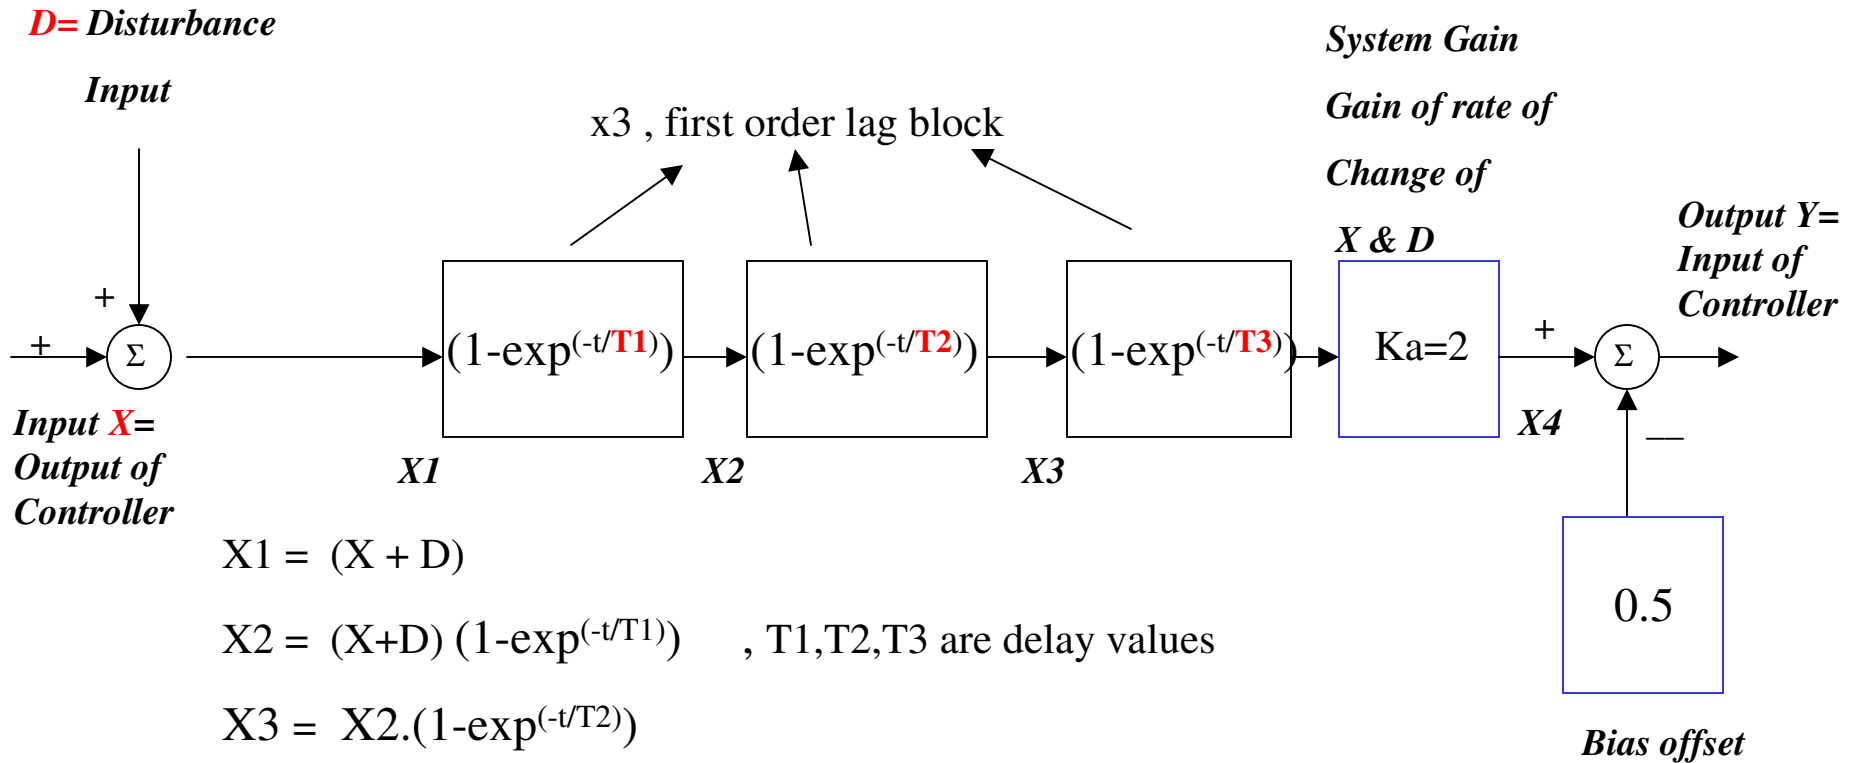 D= Disturbance
Input
x3 , first order lag block
System Gain
Gain of rate of
Change of
X & D
Output Y=
Input of
Controller
+
+
Σ
(1-exp(-t/T1))
(1-exp(-t/T2))
(1-exp(-t/T3))
Ka=2
+
Σ
Input X=
Output of
Controller
X1
X2
X3
X4
__
X1 = (X + D)
X2 = (X+D) (1-exp(-t/T1)) , T1,T2,T3 are delay values
X3 = X2.(1-exp(-t/T2))
0.5
Bias offset